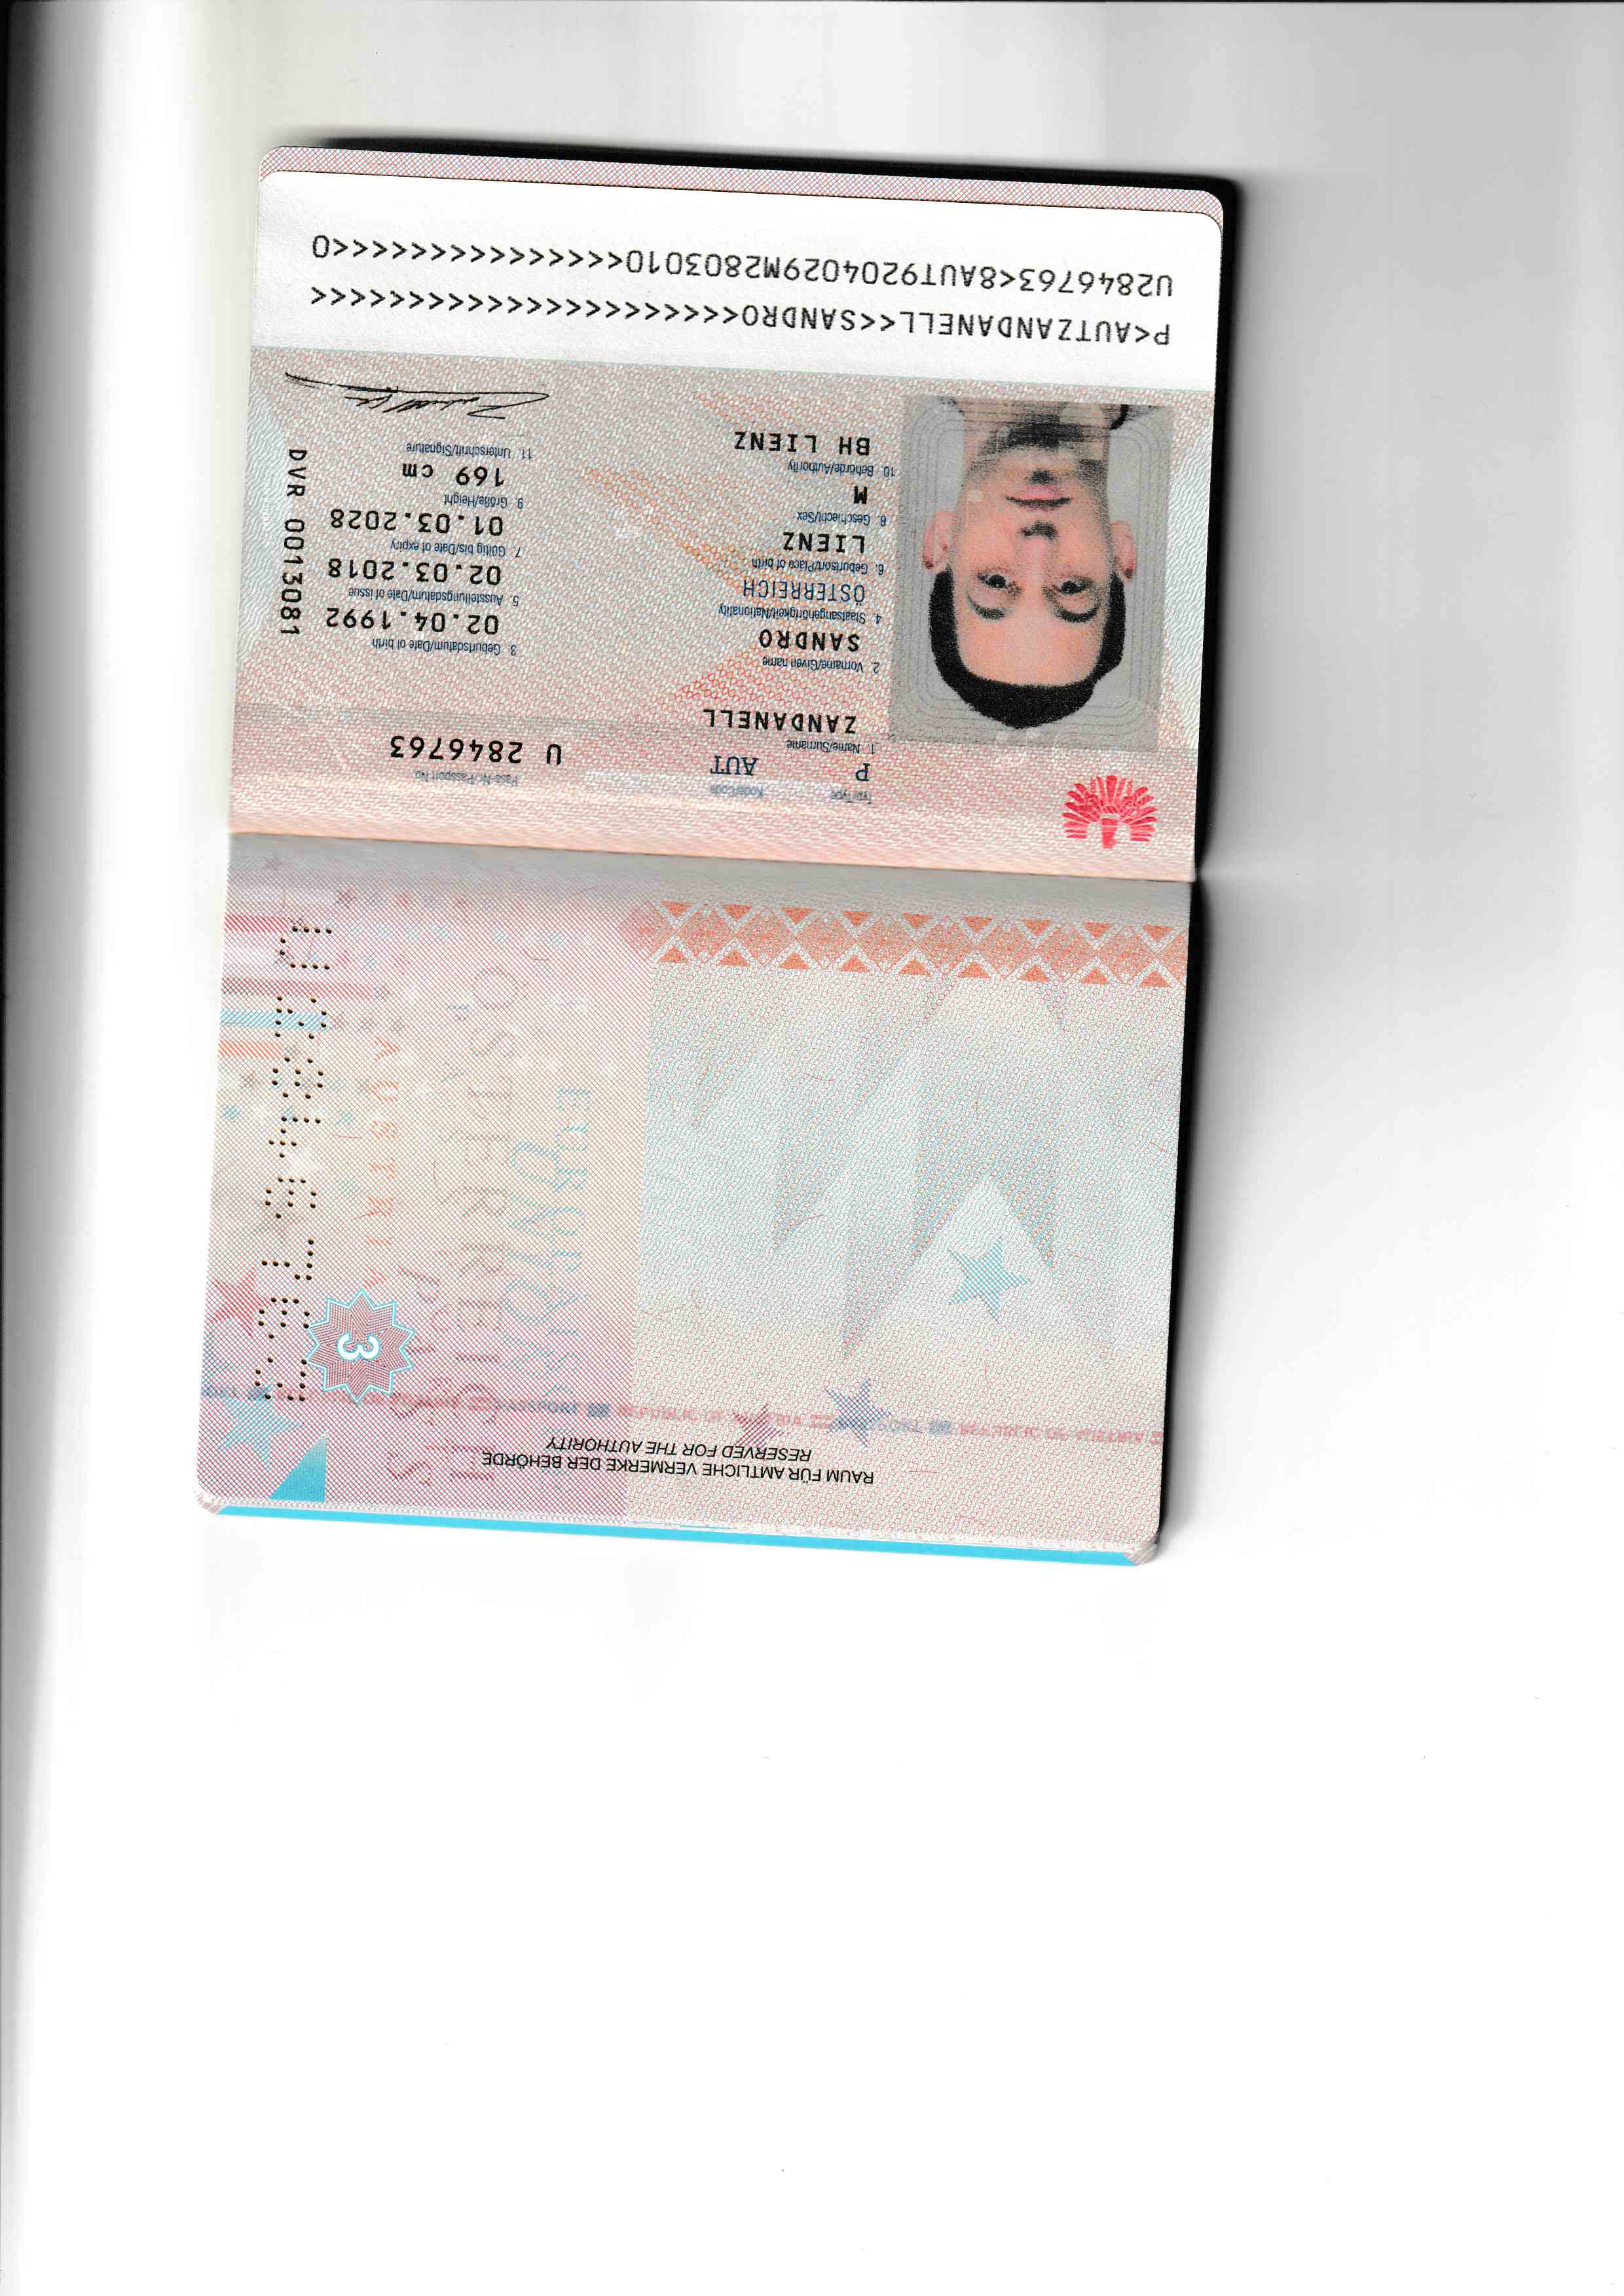 RAUM FÜR AMTLICHE VERMERKE DER BEHÖRDE
RESERVED FOR THE AUTHORITY
3
U2846763
Typ/Type Kode/Code Pass-Nr./Passport No.
P AUT U 2846763
1. Name/Surname
ZANDANELL
2. Vorname/Given name
SANDRO
3. Geburtsdatum/Date of birth
02.04.1992
4. Staatsangehörigkeit/Nationality
ÖSTERREICH
5. Ausstellungsdatum/Date of issue
02.03.2018
6. Geburtsort/Place of birth
LIENZ
7. Gültig bis/Date of expiry
01.03.2028
8. Geschlecht/Sex
M
9. Größe/Height
169 cm
10. Behörde/Authority
BH LIENZ
11. Unterschrift/Signature
DVR 0013081
P<AUTZANDANELL<<SANDRO<<<<<<<<<<<<<<<<<<<<<<
U2846763<8AUT9204029M2803010<<<<<<<<<<<<<<<0